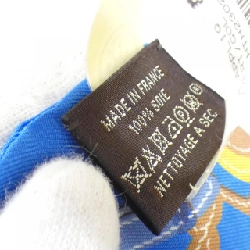 MADE IN FRANCE
100% SOIE
NETTOYAGE A SEC